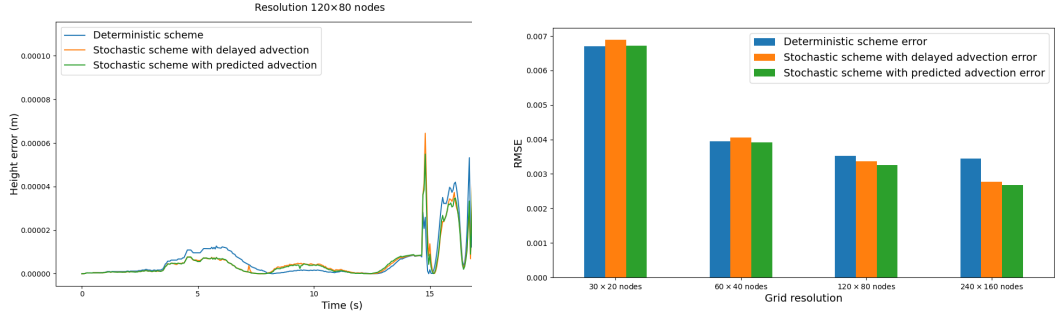 Resolution 120×80 nodes
Deterministic scheme
Stochastic scheme with delayed advection
Stochastic scheme with predicted advection
Height error (m)
0.00010
0.00008
0.00006
0.00004
0.00002
0.00000
0
5
10
15
Time (s)
Deterministic scheme error
Stochastic scheme with delayed advection error
Stochastic scheme with predicted advection error
RMSE
0.007
0.006
0.005
0.004
0.003
0.002
0.001
0.000
30 × 20 nodes
60 × 40 nodes
120 × 80 nodes
240 × 160 nodes
Grid resolution